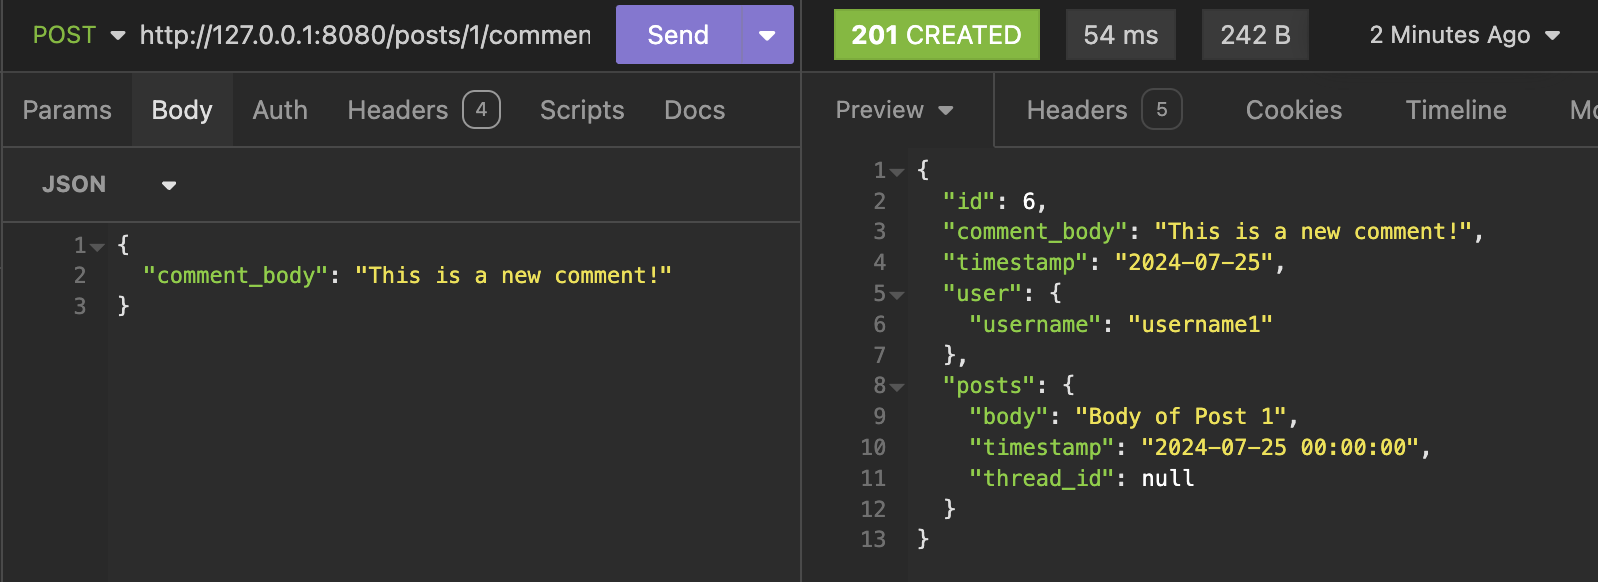 POST http://127.0.0.1:8080/posts/1/commen Send
Params Body Auth Headers 4 Scripts Docs
JSON
1 {
2 "comment_body": "This is a new comment!"
3 }
201 CREATED 54 ms 242 B 2 Minutes Ago
Preview Headers 5 Cookies Timeline Mo
1 {
2 "id": 6,
3 "comment_body": "This is a new comment!",
4 "timestamp": "2024-07-25",
5 "user": {
6 "username": "username1"
7 },
8 "posts": {
9 "body": "Body of Post 1",
10 "timestamp": "2024-07-25 00:00:00",
11 "thread_id": null
12 }
13 }